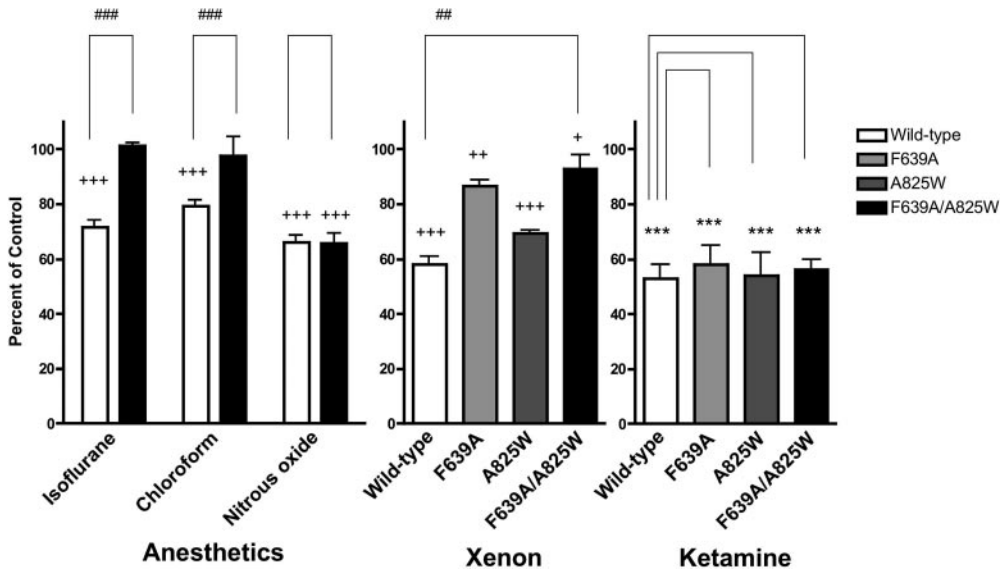 ### ### ##
Percent of Control
100
80
60
40
20
0
+++
+++
+++ +++
Isoflurane
Chloroform
Nitrous oxide
Anesthetics
100
80
60
40
20
0
+++
++
+++
+
Wild-type
F639A
A825W
F639A/A825W
Xenon
100
80
60
40
20
0
***
***
***
***
Wild-type
F639A
A825W
F639A/A825W
Ketamine
Wild-type
F639A
A825W
F639A/A825W